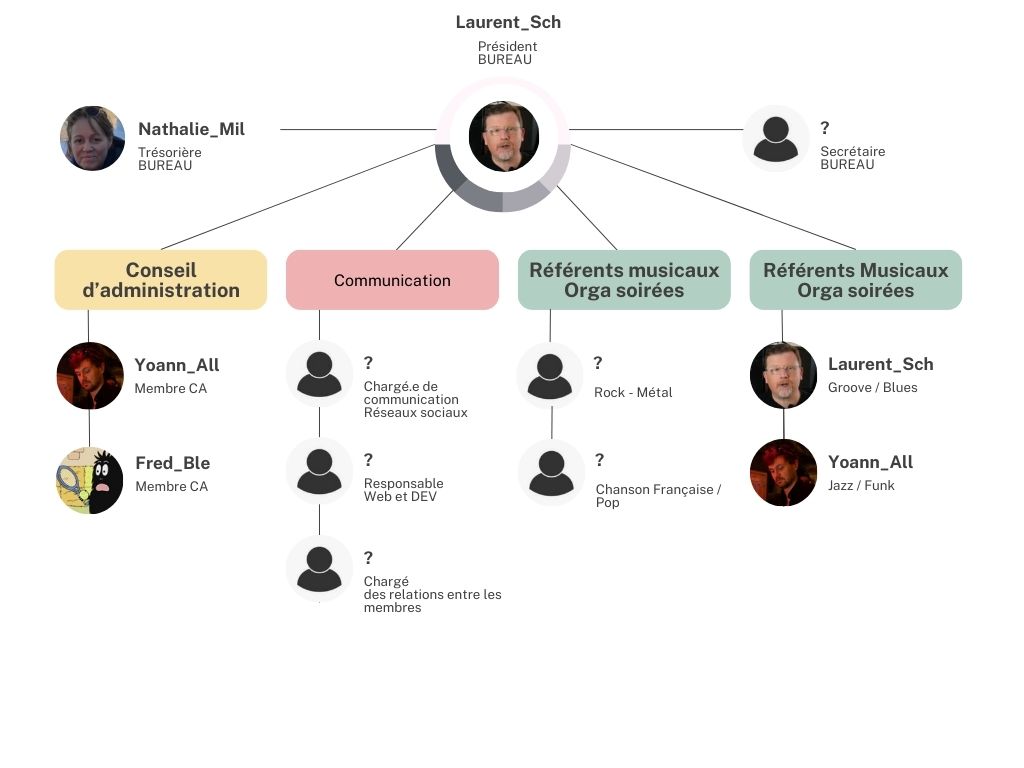 Laurent_Sch
Président
BUREAU
Nathalie_Mil
Trésorière
BUREAU
?
Secrétaire
BUREAU
Conseil
d'administration
Communication
Référents musicaux
Orga soirées
Référents Musicaux
Orga soirées
Yoann_All
Membre CA
Fred_Ble
Membre CA
?
Chargé.e de
communication
Réseaux sociaux
?
Responsable
Web et DEV
?
Chargé
des relations entre les
membres
?
Rock - Métal
?
Chanson Française /
Pop
Laurent_Sch
Groove / Blues
Yoann_All
Jazz / Funk